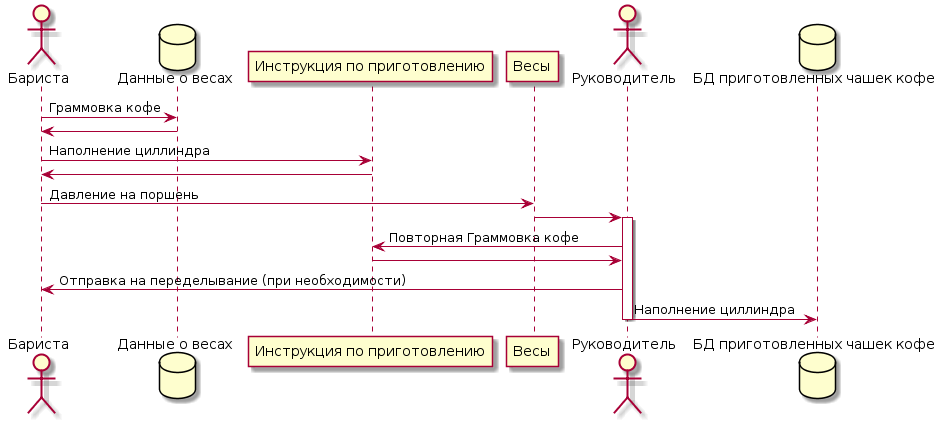 Бариста
Данные о весах
Инструкция по приготовлению
Весы
Руководитель
БД приготовленных чашек кофе
Граммовка кофе
Наполнение циллиндра
Давление на поршень
Повторная Граммовка кофе
Отправка на переделывание (при необходимости)
Наполнение циллиндра
Бариста
Данные о весах
Инструкция по приготовлению
Весы
Руководитель
БД приготовленных чашек кофе